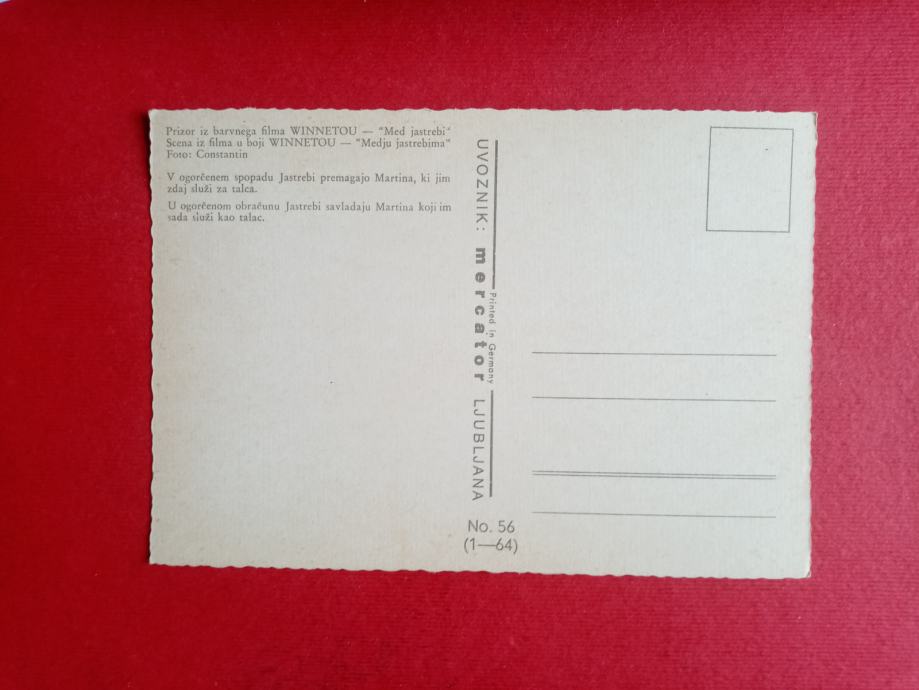 Prizor iz barvnega filma WINNETOU — "Med jastrebi"
Scena iz filma u boji WINNETOU — "Medju jastrebima"
Foto: Constantin
V ogorčenem spopadu Jastrebi premagajo Martina, ki jim
zdaj služi za talca.
U ogorčenom obračunu Jastrebi savladaju Martina koji im
sada služi kao talac.
UVOZNIK: mercator LJUBLJANA
Printed in Germany
No. 56
(1—64)